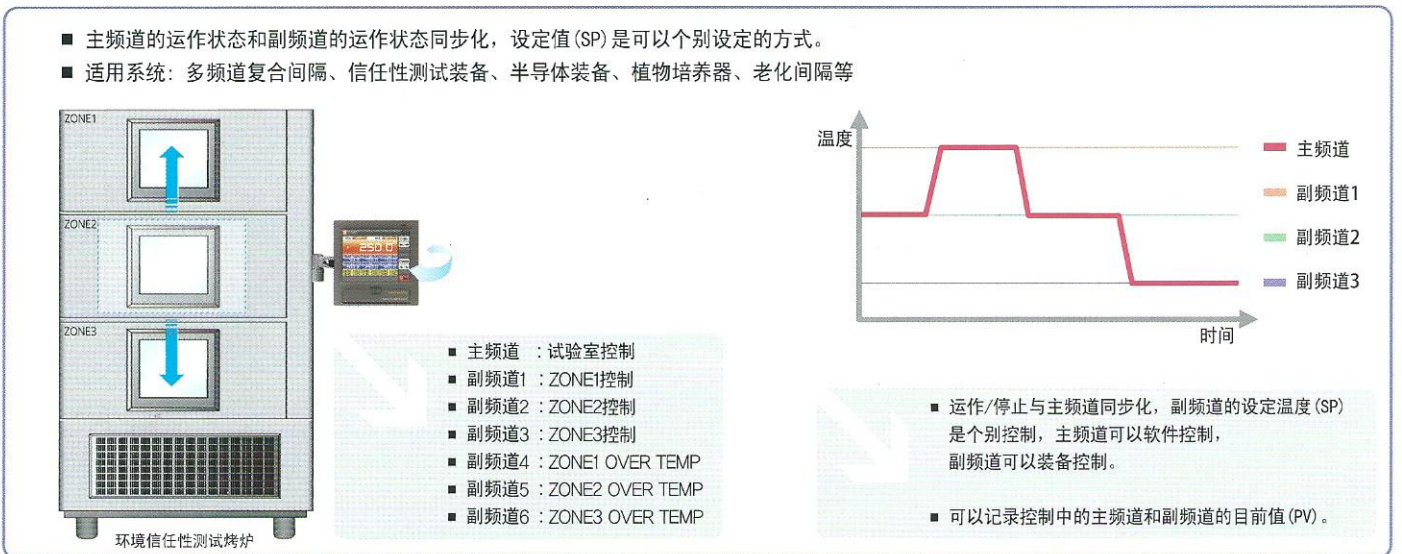 ■ 主频道的运作状态和副频道的运作状态同步化，设定值(SP)是可以个别设定的方式。
■ 适用系统：多频道复合间隔、信任性测试装备、半导体装备、植物培养器、老化间隔等
ZONE1
ZONE2
ZONE3
250.0
环境信任性测试烤炉
■ 主频道 ：试验室控制
■ 副频道1 ：ZONE1控制
■ 副频道2 ：ZONE2控制
■ 副频道3 ：ZONE3控制
■ 副频道4 ：ZONE1 OVER TEMP
■ 副频道5 ：ZONE2 OVER TEMP
■ 副频道6 ：ZONE3 OVER TEMP
温度
主频道
副频道1
副频道2
副频道3
时间
■ 运作/停止与主频道同步化，副频道的设定温度(SP)
是个别控制，主频道可以软件控制，
副频道可以装备控制。
■ 可以记录控制中的主频道和副频道的目前值(PV)。